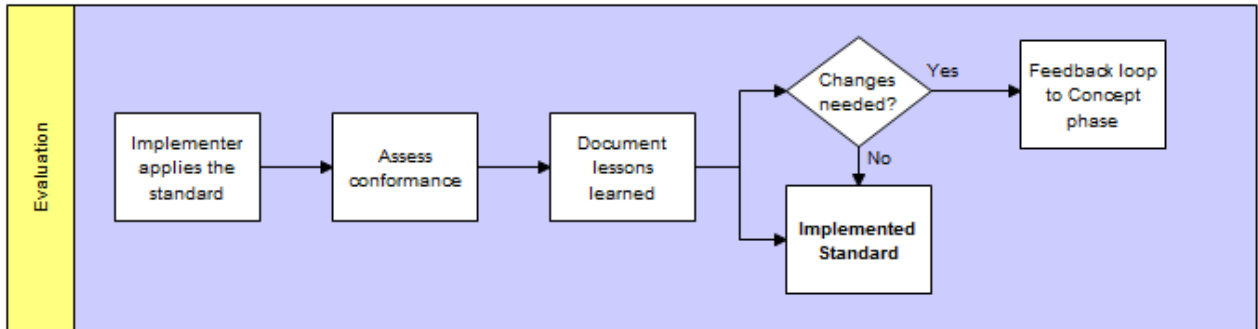 Evaluation
Implementer
applies the
standard
Assess
conformance
Document
lessons
learned
Changes
needed?
Yes
No
Feedback loop
to Concept
phase
Implemented
Standard